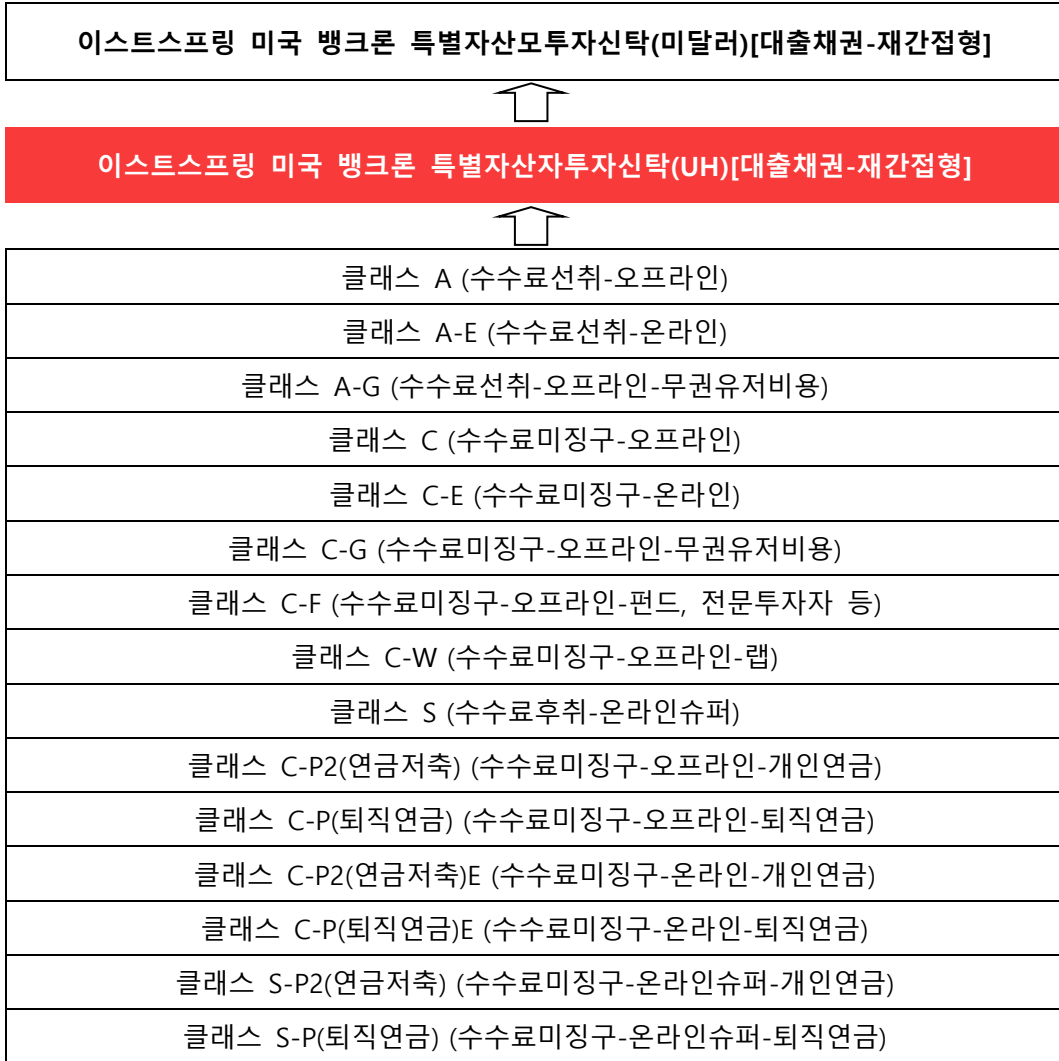 이스트스프링 미국 뱅크론 특별자산모투자신탁(미달러)[대출채권-재간접형]
이스트스프링 미국 뱅크론 특별자산자투자신탁(UH)[대출채권-재간접형]
클래스 A (수수료선취-오프라인)
클래스 A-E (수수료선취-온라인)
클래스 A-G (수수료선취-오프라인-무권유저비용)
클래스 C (수수료미징구-오프라인)
클래스 C-E (수수료미징구-온라인)
클래스 C-G (수수료미징구-오프라인-무권유저비용)
클래스 C-F (수수료미징구-오프라인-펀드, 전문투자자 등)
클래스 C-W (수수료미징구-오프라인-랩)
클래스 S (수수료후취-온라인슈퍼)
클래스 C-P2(연금저축) (수수료미징구-오프라인-개인연금)
클래스 C-P(퇴직연금) (수수료미징구-오프라인-퇴직연금)
클래스 C-P2(연금저축)E (수수료미징구-온라인-개인연금)
클래스 C-P(퇴직연금)E (수수료미징구-온라인-퇴직연금)
클래스 S-P2(연금저축) (수수료미징구-온라인슈퍼-개인연금)
클래스 S-P(퇴직연금) (수수료미징구-온라인슈퍼-퇴직연금)